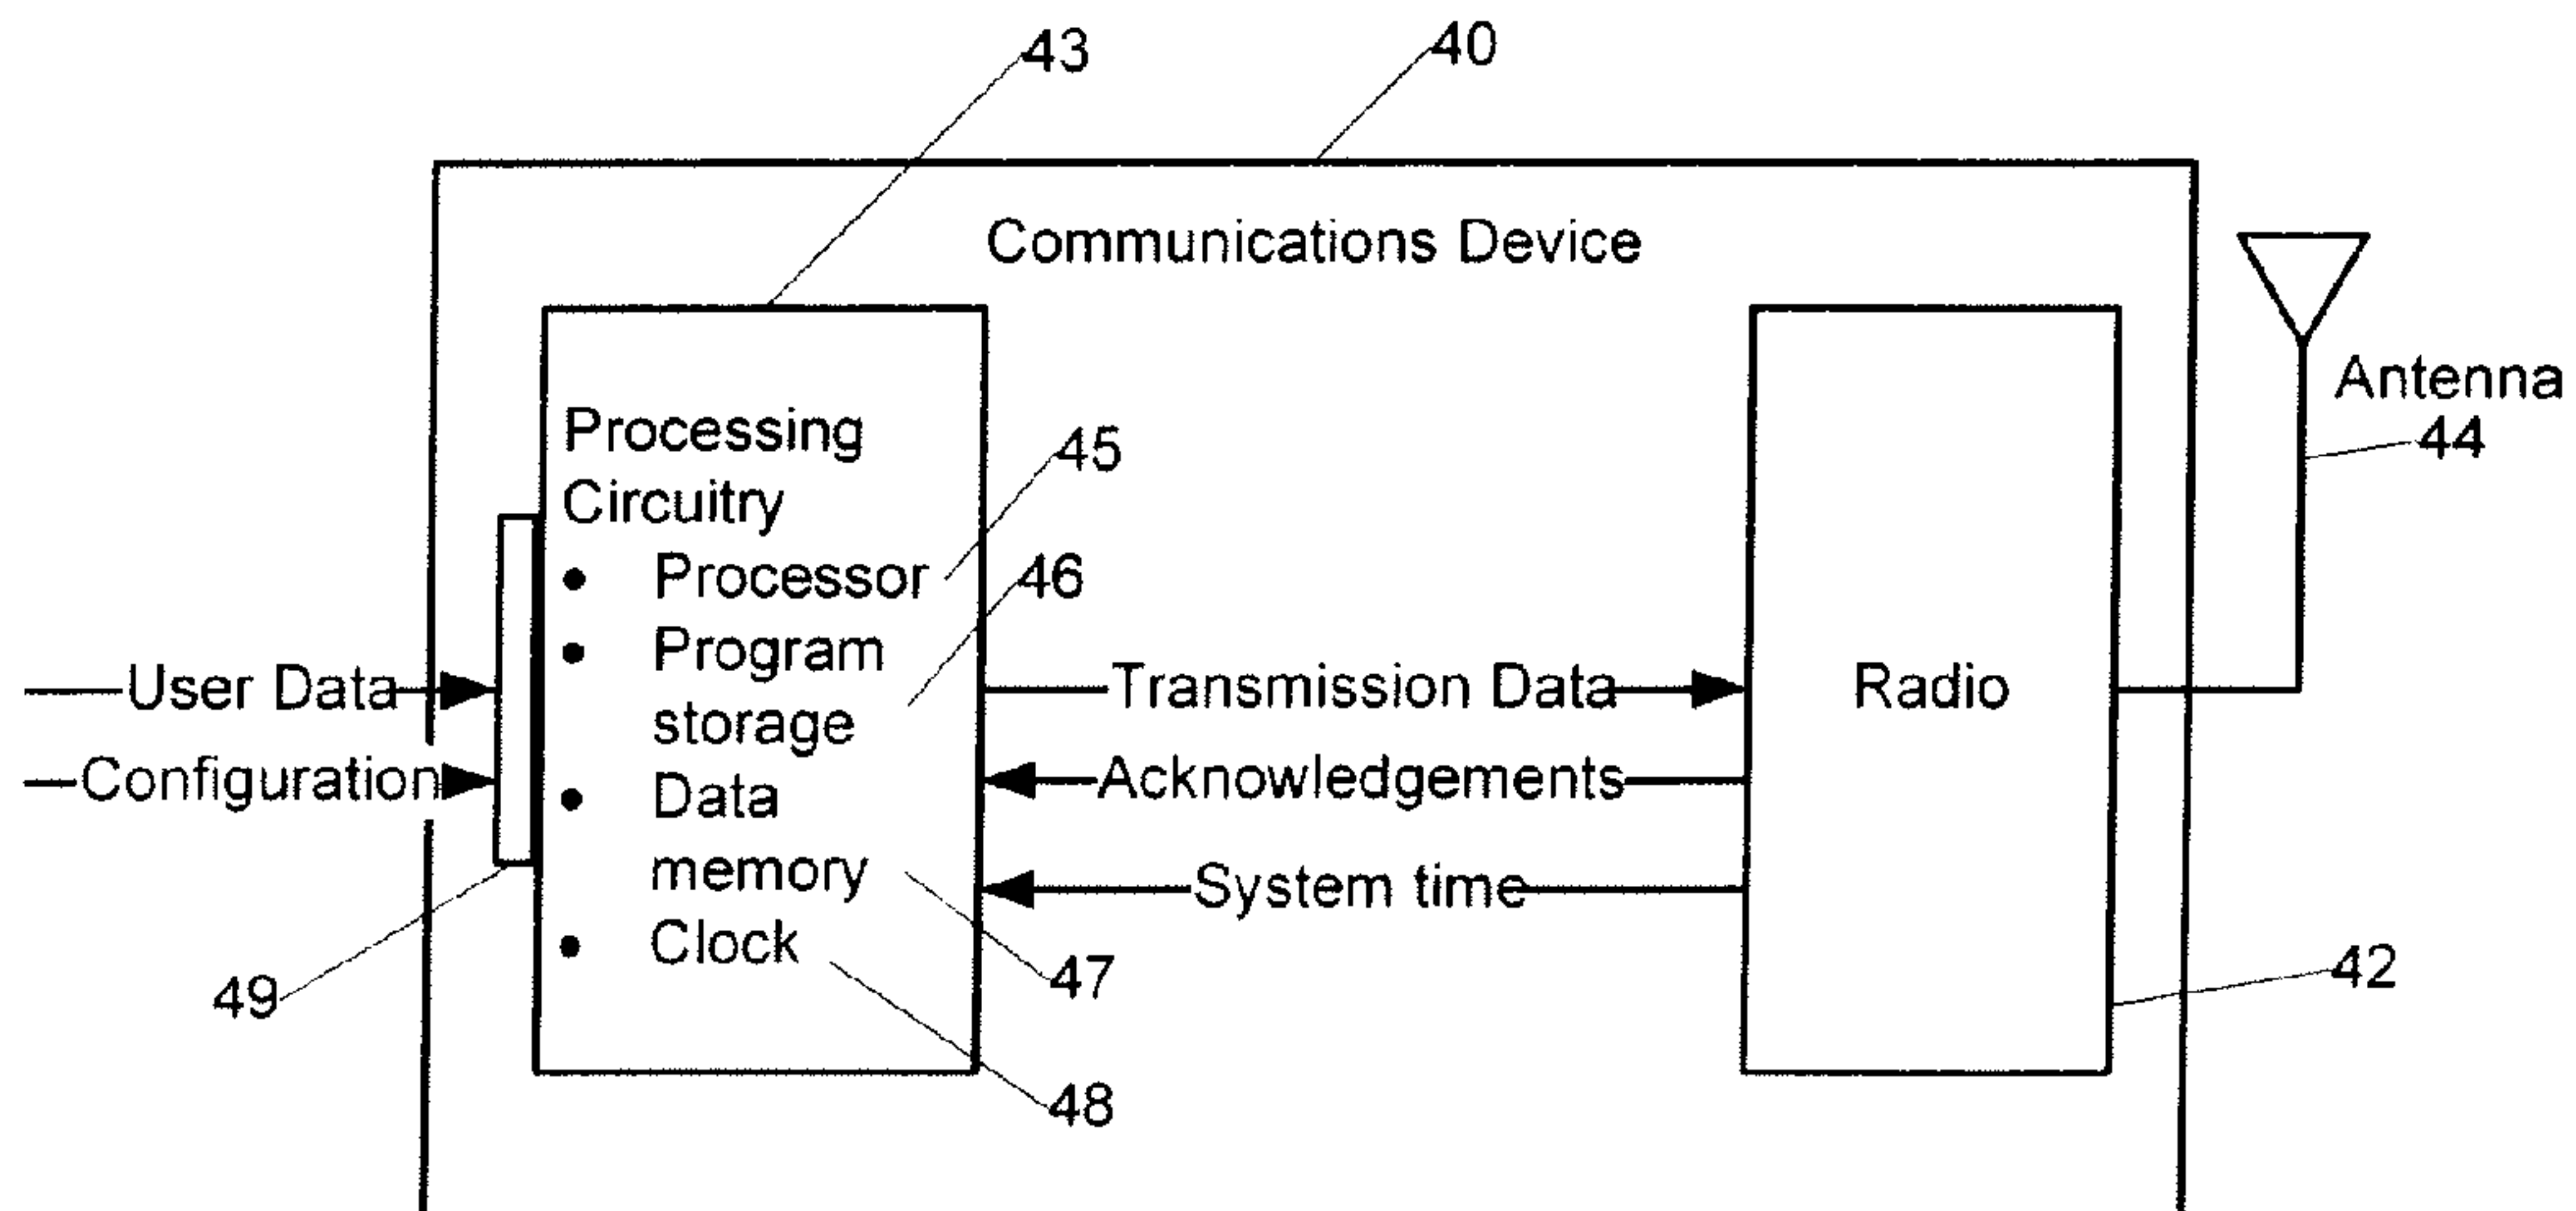 43
40
Communications Device
Antenna
44
Processing
Circuitry
45
• Processor
46
• Program
storage
User Data
Transmission Data
Radio
Configuration
Acknowledgements
• Data
memory
System time
• Clock
49
47
42
48